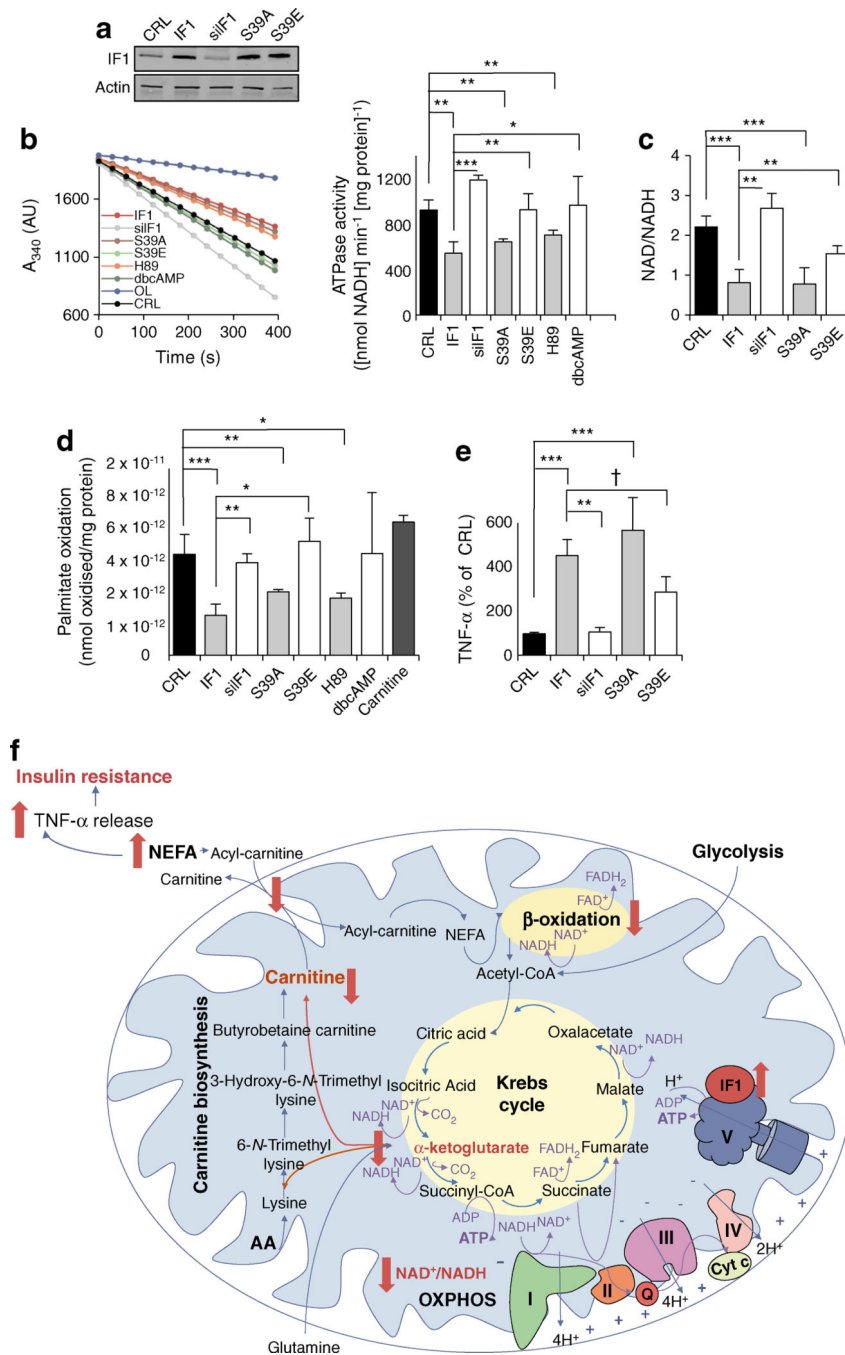 a
CRL
IF1
siIF1
S39A
S39E
IF1
Actin
b
A340 (AU)
1600
1100
600
IF1
siIF1
S39A
S39E
H89
dbcAMP
OL
CRL
0 100 200 300 400
Time (s)
ATPase activity
([nmol NADH] min⁻¹ [mg protein]⁻¹)
1200
800
400
0
**
**
**
*
**
***
CRL
IF1
siIF1
S39A
S39E
H89
dbcAMP
c
NAD/NADH
4
3
2
1
0
***
***
**
**
CRL
IF1
siIF1
S39A
S39E
d
Palmitate oxidation
(nmol oxidised/mg protein)
2 x 10⁻¹¹
8 x 10⁻¹²
4 x 10⁻¹²
2 x 10⁻¹²
1 x 10⁻¹²
0
*
**
***
*
**
CRL
IF1
siIF1
S39A
S39E
H89
dbcAMP
Carnitine
e
TNF-α (% of CRL)
600
400
200
0
***
***
†
**
CRL
IF1
siIF1
S39A
S39E
f
Insulin resistance
TNF-α release
NEFA
Acyl-carnitine
Carnitine
Glycolysis
FADH₂
FAD⁺
β-oxidation
NAD⁺
NADH
Acyl-carnitine
NEFA
Acetyl-CoA
Carnitine
Carnitine biosynthesis
Butyrobetaine carnitine
3-Hydroxy-6-N-Trimethyl
lysine
6-N-Trimethyl
lysine
Lysine
AA
Citric acid
Oxalacetate
NAD⁺
NADH
Isocitric Acid
Krebs
cycle
Malate
NAD⁺
NADH
CO₂
α-ketoglutarate
FADH₂
Fumarate
NAD⁺
NADH
CO₂
FAD⁺
Succinyl-CoA
Succinate
ADP
ATP
NADH
NAD⁺
H⁺
IF1
ADP
ATP
V
NAD⁺/NADH
OXPHOS
-
I
II
Q
III
IV
Cyt c
2H⁺
4H⁺
4H⁺
- - - - -
+ + + + + + + + +
Glutamine